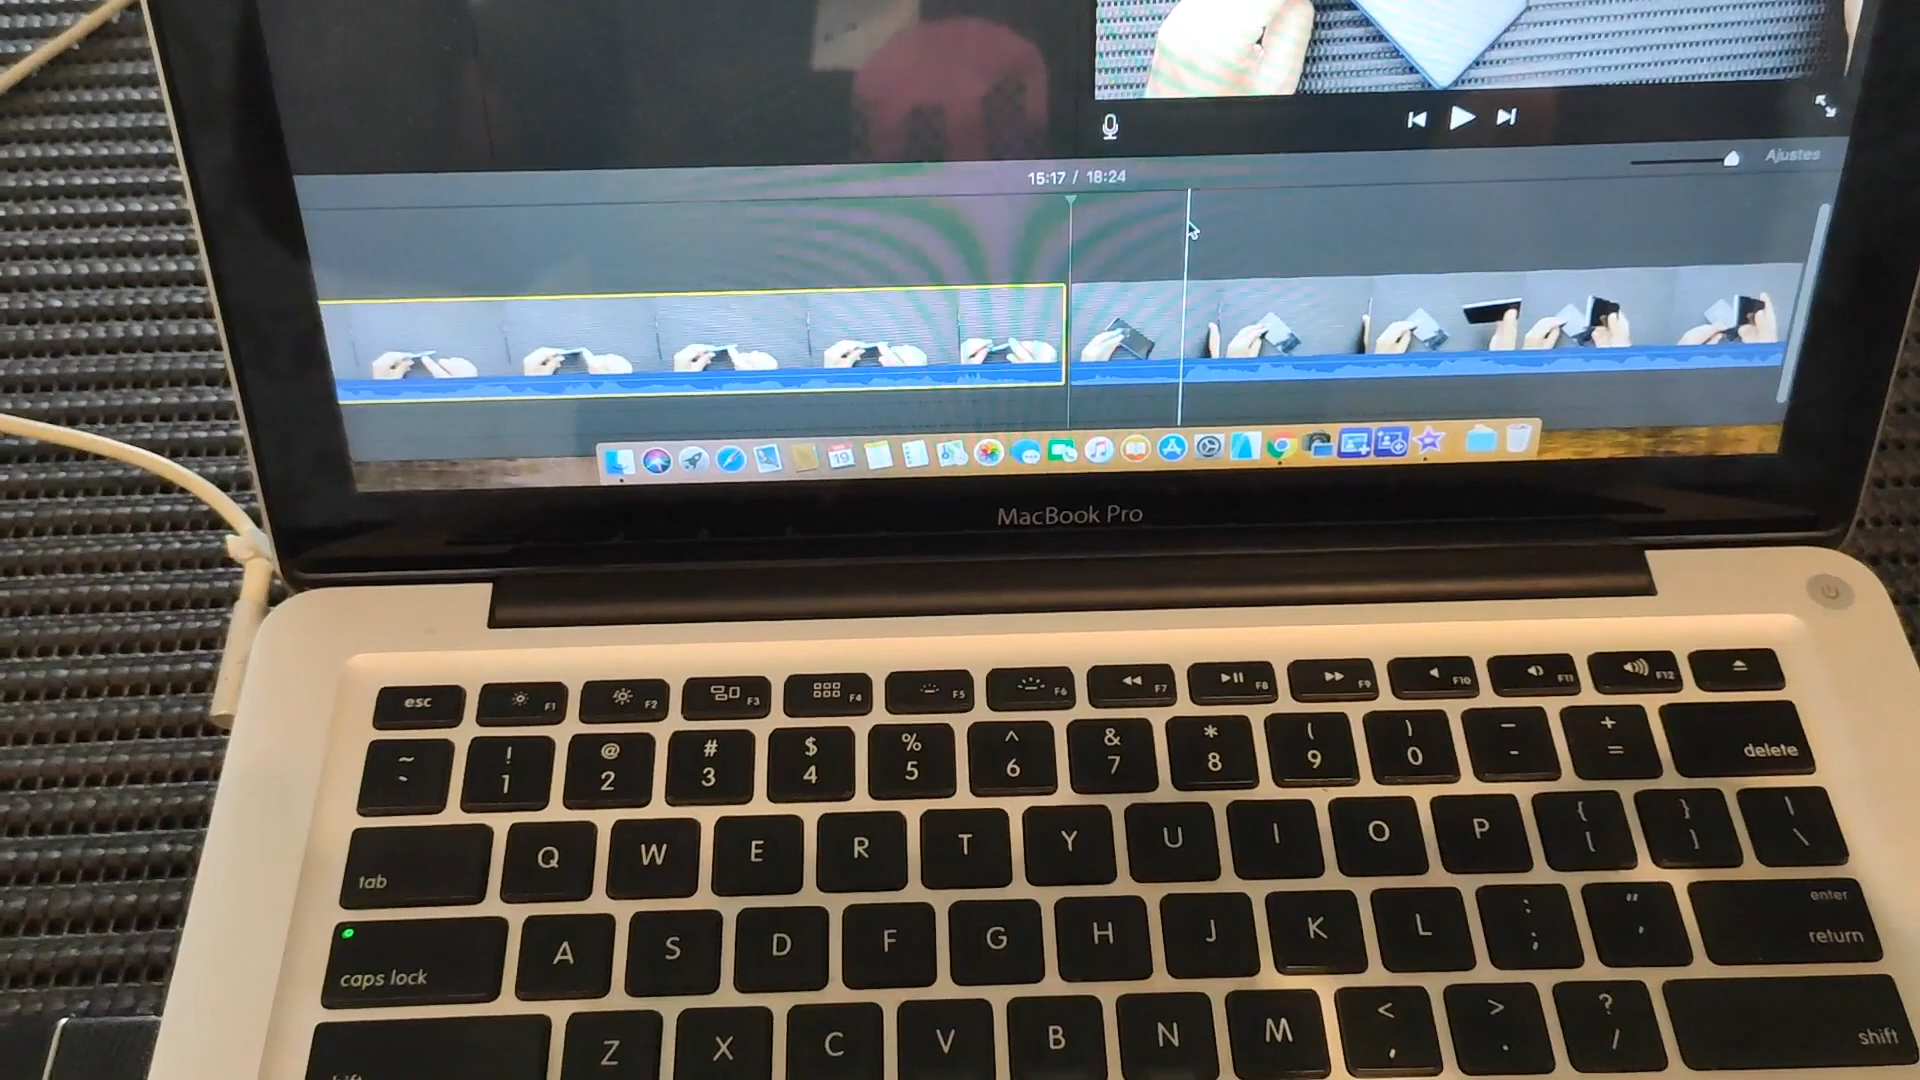 Ajustes
15:17 / 18:24
19
MacBook Pro
esc F1 F2 F3 F4 F5 F6 F7 F8 F9 F10 F11 F12
~ ! @ # $ % ^ & * ( ) _ +
` 1 2 3 4 5 6 7 8 9 0 - = delete
tab Q W E R T Y U I O P { [ } ] | \
caps lock A S D F G H J K L : ; " ' enter return
Z X C V B N M < , > . ? / shift